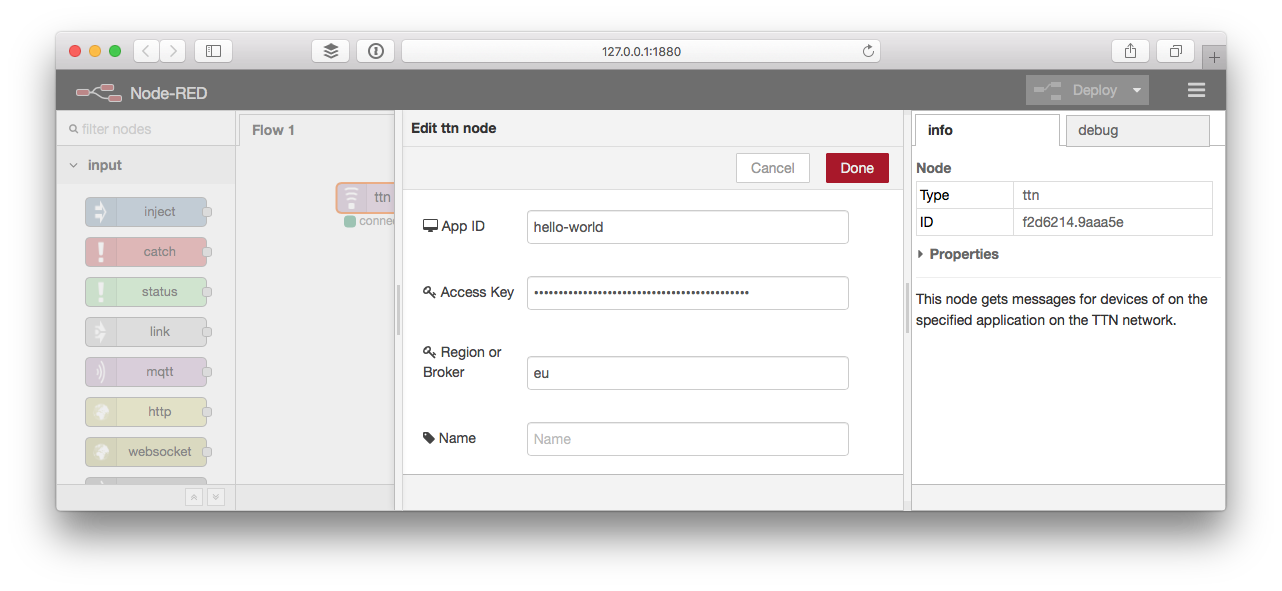 127.0.0.1:1880
Node-RED
Deploy
filter nodes
Flow 1
Edit ttn node
info
debug
input
Cancel
Done
Node
Type
ttn
ID
f2d6214.9aaa5e
inject
ttn
App ID
hello-world
catch
Properties
status
Access Key
••••••••••••••••••••••••••••••••••••••••••••
This node gets messages for devices of on the
specified application on the TTN network.
link
Region or
Broker
eu
mqtt
http
Name
Name
websocket